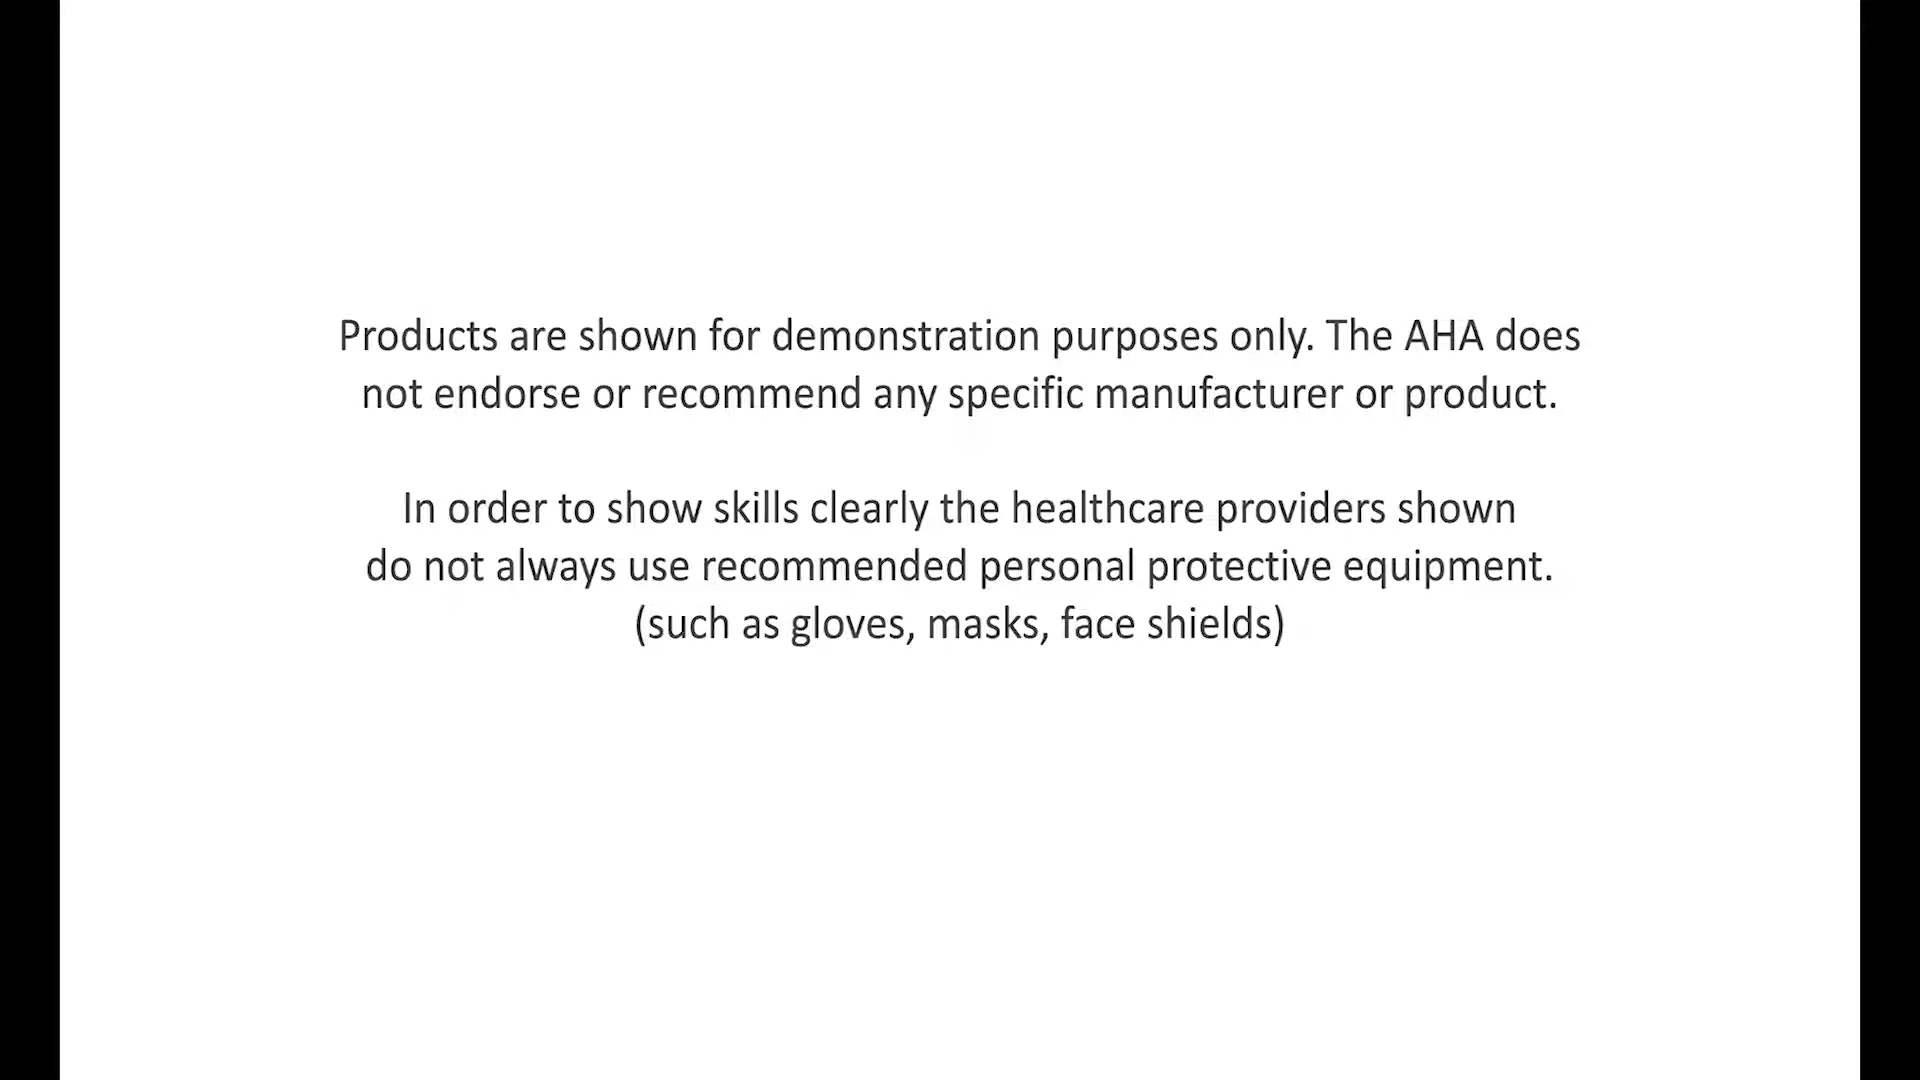 Products are shown for demonstration purposes only. The AHA does
not endorse or recommend any specific manufacturer or product.
In order to show skills clearly the healthcare providers shown
do not always use recommended personal protective equipment.
(such as gloves, masks, face shields)